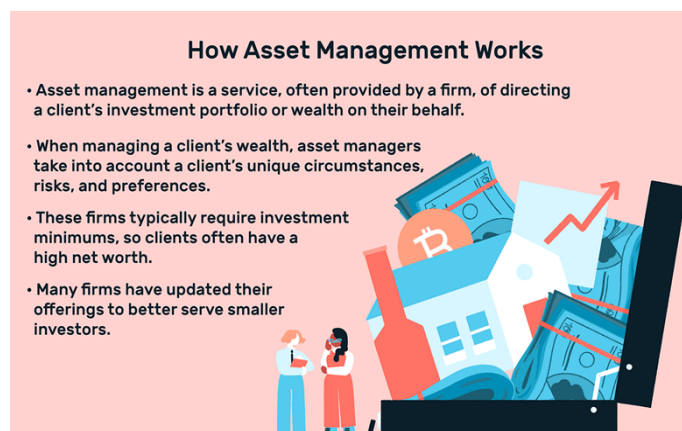 How Asset Management Works
• Asset management is a service, often provided by a firm, of directing
a client's investment portfolio or wealth on their behalf.
• When managing a client's wealth, asset managers
take into account a client's unique circumstances,
risks, and preferences.
• These firms typically require investment
minimums, so clients often have a
high net worth.
• Many firms have updated their
offerings to better serve smaller
investors.